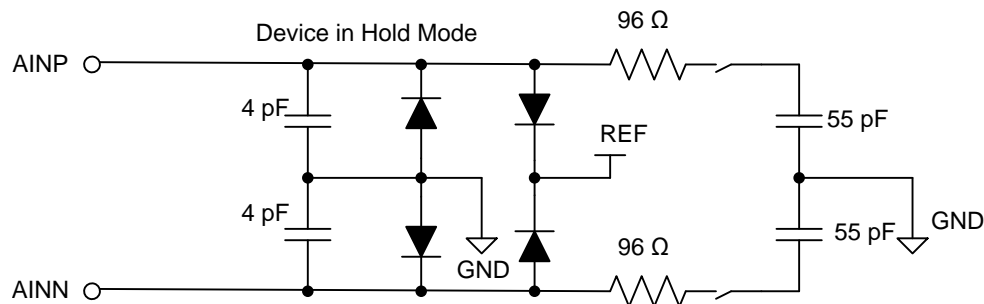 Device in Hold Mode
96 Ω
AINP
4 pF
55 pF
REF
4 pF
55 pF
GND
GND
96 Ω
AINN